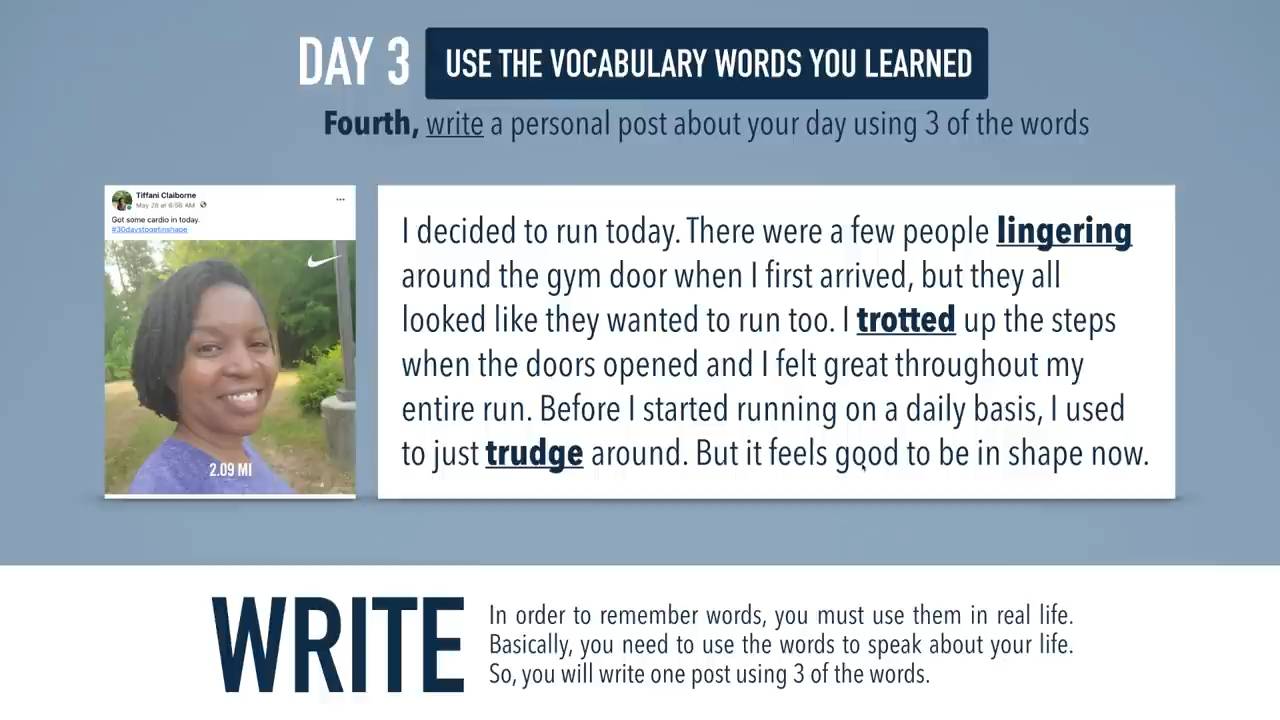 DAY 3 USE THE VOCABULARY WORDS YOU LEARNED
Fourth, write a personal post about your day using 3 of the words
Tiffani Claiborne
May 28 at 6:56 AM
Got some cardio in today.
#30daystogetinshape
2.09 MI
I decided to run today. There were a few people lingering
around the gym door when I first arrived, but they all
looked like they wanted to run too. I trotted up the steps
when the doors opened and I felt great throughout my
entire run. Before I started running on a daily basis, I used
to just trudge around. But it feels good to be in shape now.
WRITE
In order to remember words, you must use them in real life.
Basically, you need to use the words to speak about your life.
So, you will write one post using 3 of the words.